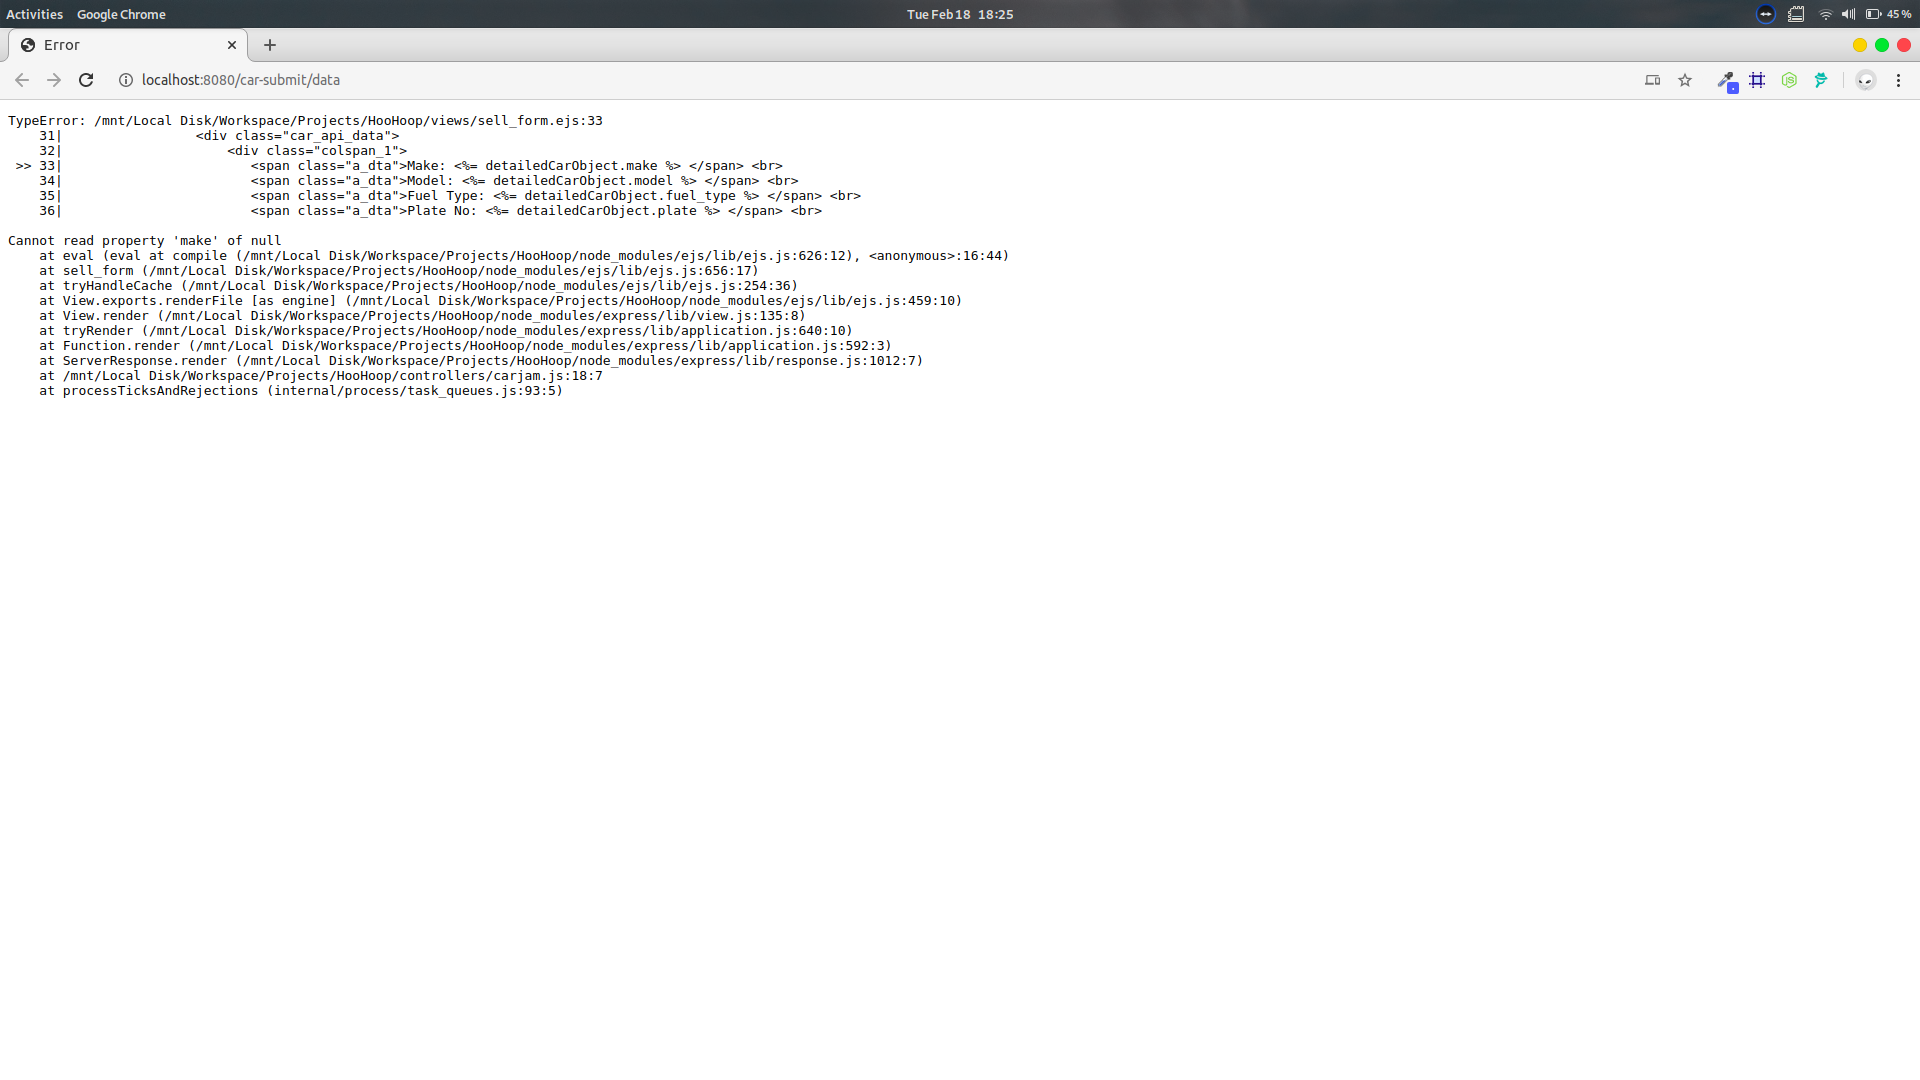 Activities Google Chrome Tue Feb 18 18:25 45 %
Error
localhost:8080/car-submit/data
TypeError: /mnt/Local Disk/Workspace/Projects/HooHoop/views/sell_form.ejs:33
31| <div class="car_api_data">
32| <div class="colspan_1">
>> 33| <span class="a_dta">Make: <%= detailedCarObject.make %> </span> <br>
34| <span class="a_dta">Model: <%= detailedCarObject.model %> </span> <br>
35| <span class="a_dta">Fuel Type: <%= detailedCarObject.fuel_type %> </span> <br>
36| <span class="a_dta">Plate No: <%= detailedCarObject.plate %> </span> <br>
Cannot read property 'make' of null
at eval (eval at compile (/mnt/Local Disk/Workspace/Projects/HooHoop/node_modules/ejs/lib/ejs.js:626:12), <anonymous>:16:44)
at sell_form (/mnt/Local Disk/Workspace/Projects/HooHoop/node_modules/ejs/lib/ejs.js:656:17)
at tryHandleCache (/mnt/Local Disk/Workspace/Projects/HooHoop/node_modules/ejs/lib/ejs.js:254:36)
at View.exports.renderFile [as engine] (/mnt/Local Disk/Workspace/Projects/HooHoop/node_modules/ejs/lib/ejs.js:459:10)
at View.render (/mnt/Local Disk/Workspace/Projects/HooHoop/node_modules/express/lib/view.js:135:8)
at tryRender (/mnt/Local Disk/Workspace/Projects/HooHoop/node_modules/express/lib/application.js:640:10)
at Function.render (/mnt/Local Disk/Workspace/Projects/HooHoop/node_modules/express/lib/application.js:592:3)
at ServerResponse.render (/mnt/Local Disk/Workspace/Projects/HooHoop/node_modules/express/lib/response.js:1012:7)
at /mnt/Local Disk/Workspace/Projects/HooHoop/controllers/carjam.js:18:7
at processTicksAndRejections (internal/process/task_queues.js:93:5)